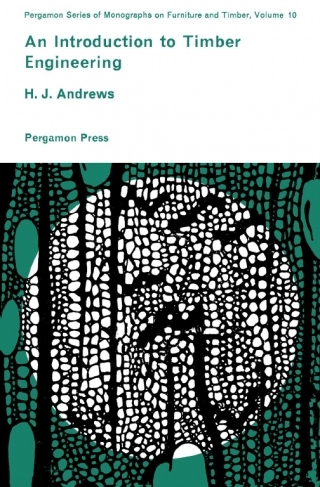 Pergamon Series of Monographs on Furniture and Timber, Volume 10
An Introduction to Timber
Engineering
H. J. Andrews
Pergamon Press